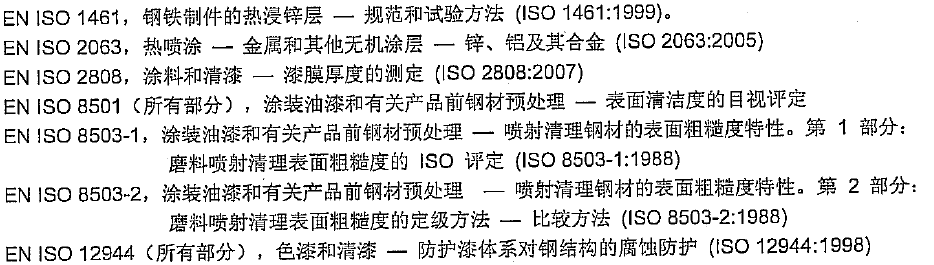 EN ISO 1461，钢铁制件的热浸锌层 — 规范和试验方法 (ISO 1461:1999)。
EN ISO 2063，热喷涂 — 金属和其他无机涂层 — 锌、铝及其合金 (ISO 2063:2005)
EN ISO 2808，涂料和清漆 — 漆膜厚度的测定 (ISO 2808:2007)
EN ISO 8501（所有部分），涂装油漆和有关产品前钢材预处理 — 表面清洁度的目视评定
EN ISO 8503-1，涂装油漆和有关产品前钢材预处理 — 喷射清理钢材的表面粗糙度特性。第 1 部分：
磨料喷射清理表面粗糙度的 ISO 评定 (ISO 8503-1:1988)
EN ISO 8503-2，涂装油漆和有关产品前钢材预处理 — 喷射清理钢材的表面粗糙度特性。第 2 部分：
磨料喷射清理表面粗糙度的定级方法 — 比较方法 (ISO 8503-2:1988)
EN ISO 12944（所有部分），色漆和清漆 — 防护漆体系对钢结构的腐蚀防护 (ISO 12944:1998)